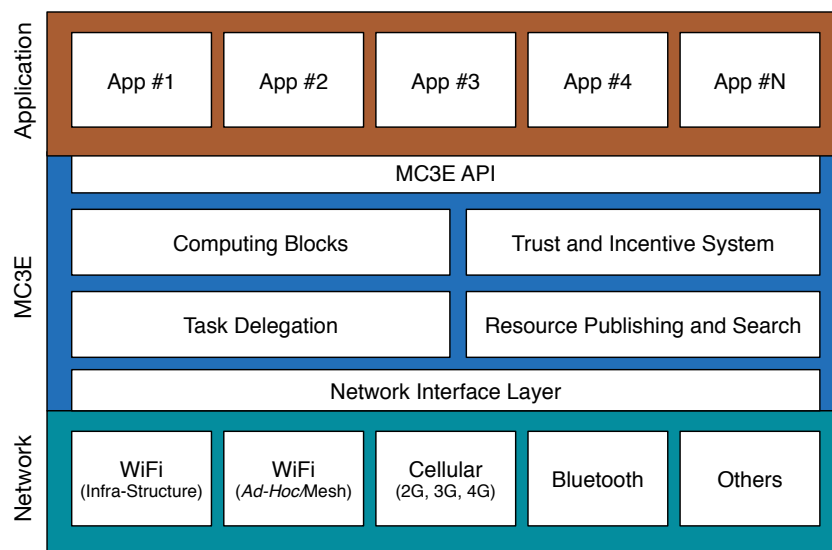 Application
App #1
App #2
App #3
App #4
App #N
MC3E
MC3E API
Computing Blocks
Trust and Incentive System
Task Delegation
Resource Publishing and Search
Network Interface Layer
Network
WiFi
(Infra-Structure)
WiFi
(Ad-Hoc/Mesh)
Cellular
(2G, 3G, 4G)
Bluetooth
Others